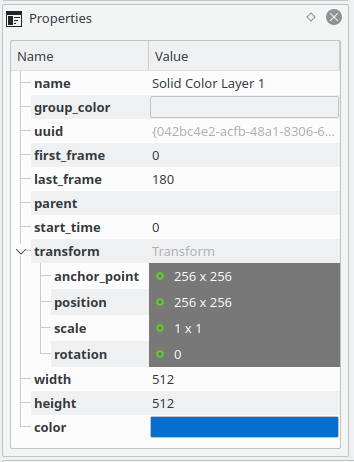 Properties
Name Value
name Solid Color Layer 1
group_color
uuid {042bc4e2-acfb-48a1-8306-6...
first_frame 0
last_frame 180
parent
start_time 0
transform Transform
anchor_point 256 x 256
position 256 x 256
scale 1 x 1
rotation 0
width 512
height 512
color